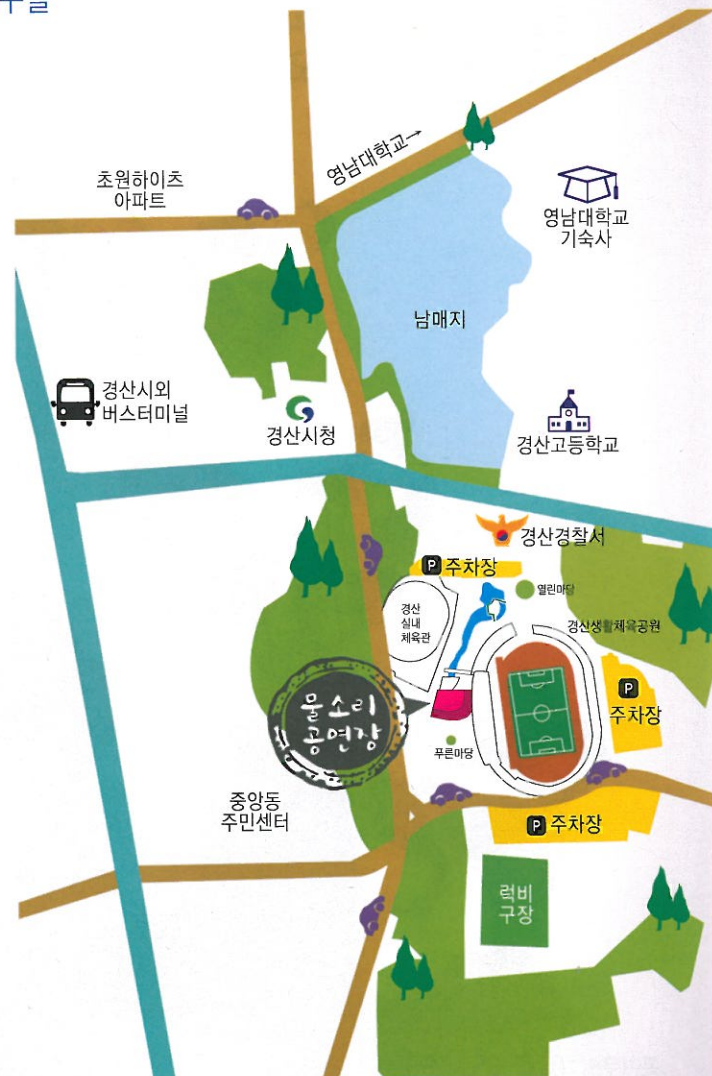 영남대학교→
초원하이츠
아파트
영남대학교
기숙사
남매지
경산시외
버스터미널
경산시청
경산고등학교
경산경찰서
P 주차장
열린마당
경산
실내
체육관
경산생활체육공원
물소리
공연장
P
주차장
푸른마당
중앙동
주민센터
P 주차장
럭비
구장